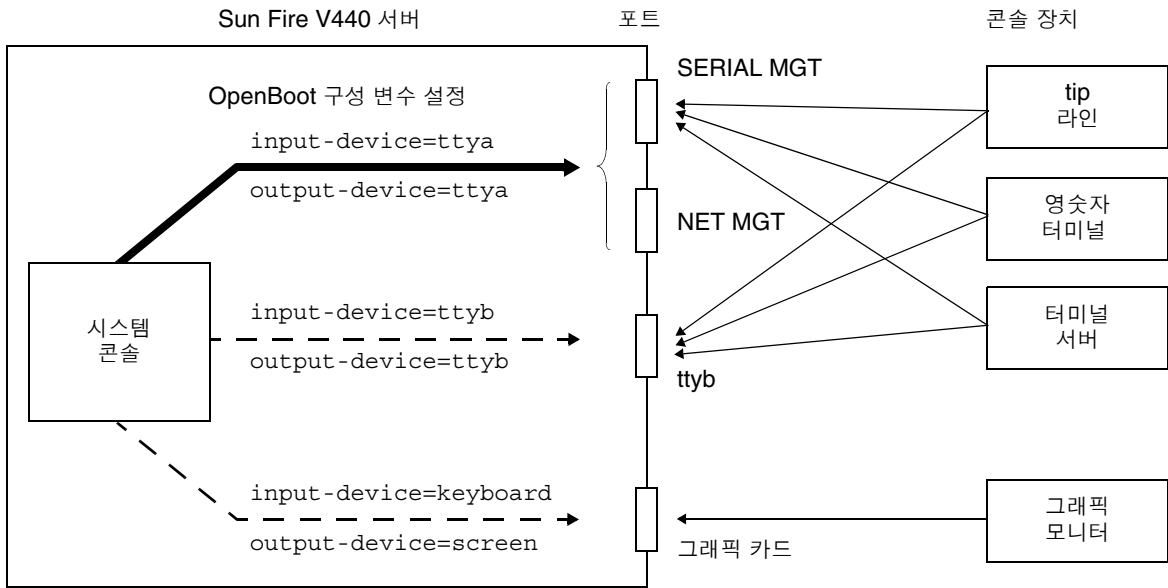 Sun Fire V440 서버
포트
콘솔 장치
OpenBoot 구성 변수 설정
input-device=ttya
output-device=ttya
SERIAL MGT
NET MGT
tip
라인
영숫자
터미널
시스템
콘솔
input-device=ttyb
output-device=ttyb
ttyb
터미널
서버
input-device=keyboard
output-device=screen
그래픽 카드
그래픽
모니터